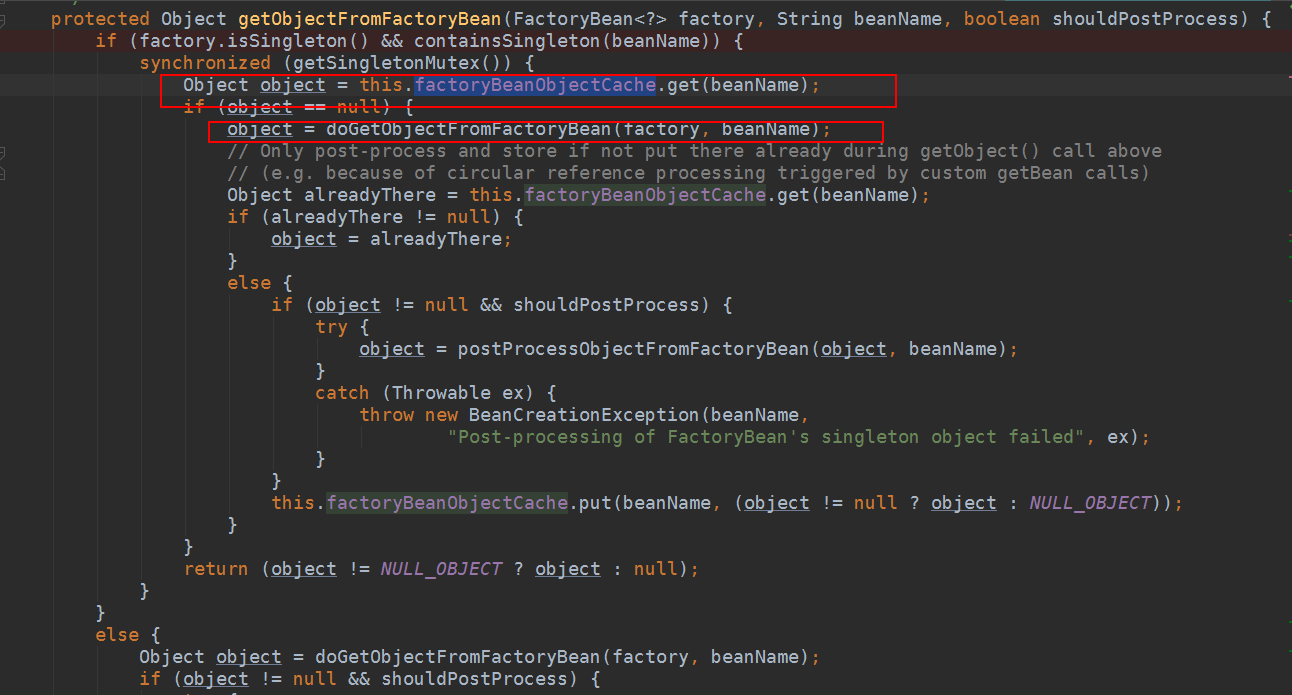 protected Object getObjectFromFactoryBean(FactoryBean<?> factory, String beanName, boolean shouldPostProcess) {
if (factory.isSingleton() && containsSingleton(beanName)) {
synchronized (getSingletonMutex()) {
Object object = this.factoryBeanObjectCache.get(beanName);
if (object == null) {
object = doGetObjectFromFactoryBean(factory, beanName);
// Only post-process and store if not put there already during getObject() call above
// (e.g. because of circular reference processing triggered by custom getBean calls)
Object alreadyThere = this.factoryBeanObjectCache.get(beanName);
if (alreadyThere != null) {
object = alreadyThere;
}
else {
if (object != null && shouldPostProcess) {
try {
object = postProcessObjectFromFactoryBean(object, beanName);
}
catch (Throwable ex) {
throw new BeanCreationException(beanName,
"Post-processing of FactoryBean's singleton object failed", ex);
}
}
this.factoryBeanObjectCache.put(beanName, (object != null ? object : NULL_OBJECT));
}
}
return (object != NULL_OBJECT ? object : null);
}
}
else {
Object object = doGetObjectFromFactoryBean(factory, beanName);
if (object != null && shouldPostProcess) {